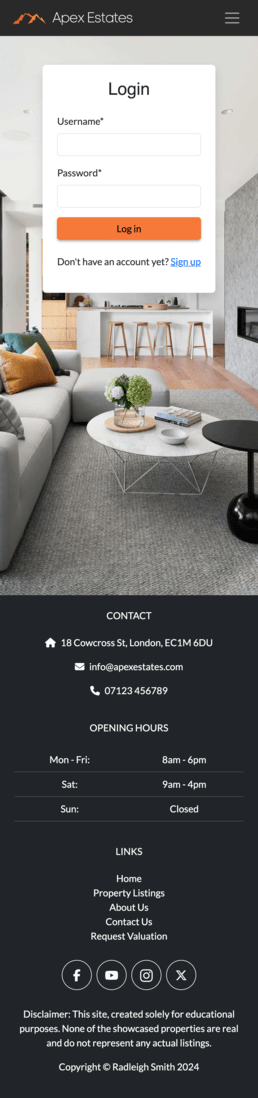 Apex Estates
Login
Username*
Password*
Log in
Don't have an account yet? Sign up
CONTACT
18 Cowcross St, London, EC1M 6DU
info@apexestates.com
07123 456789
OPENING HOURS
Mon - Fri: 8am - 6pm
Sat: 9am - 4pm
Sun: Closed
LINKS
Home
Property Listings
About Us
Contact Us
Request Valuation
Disclaimer: This site, created solely for educational
purposes. None of the showcased properties are real
and do not represent any actual listings.
Copyright © Radleigh Smith 2024